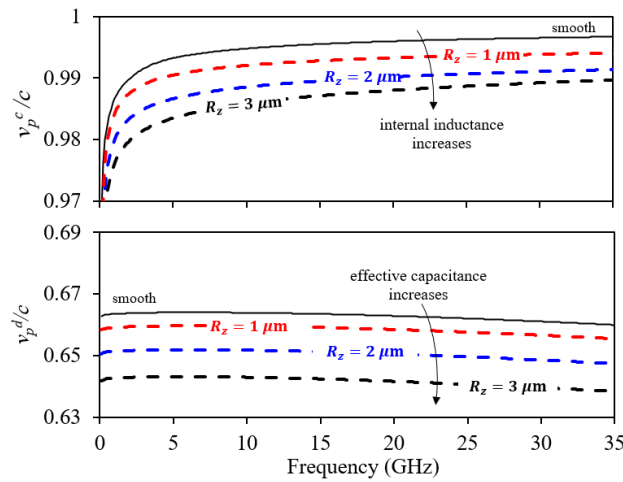 1
smooth
0.99
R_z = 1 μm
R_z = 2 μm
v_p^c/c
R_z = 3 μm
0.98
internal inductance
increases
0.97
0.69
effective capacitance
increases
smooth
0.67
R_z = 1 μm
v_p^d/c
R_z = 2 μm
0.65
R_z = 3 μm
0.63
0 5 10 15 20 25 30 35
Frequency (GHz)